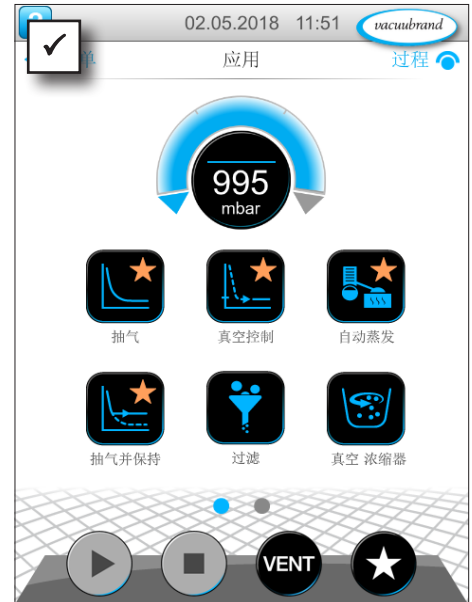 02.05.2018 11:51 vacuubrand
单 应用 过程
995
mbar
抽气 真空控制 自动蒸发
抽气并保持 过滤 真空 浓缩器
VENT